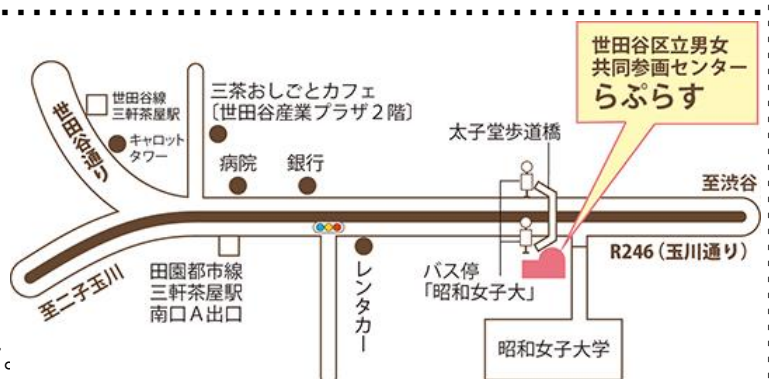 世田谷区立男女
共同参画センター
らぷらす
世田谷線
三軒茶屋駅
キャロット
タワー
世田谷通り
三茶おしごとカフェ
〔世田谷産業プラザ2階〕
病院
銀行
太子堂歩道橋
至渋谷
R246(玉川通り)
至二子玉川
田園都市線
三軒茶屋駅
南口A出口
レンタカー
バス停
「昭和女子大」
昭和女子大学
。